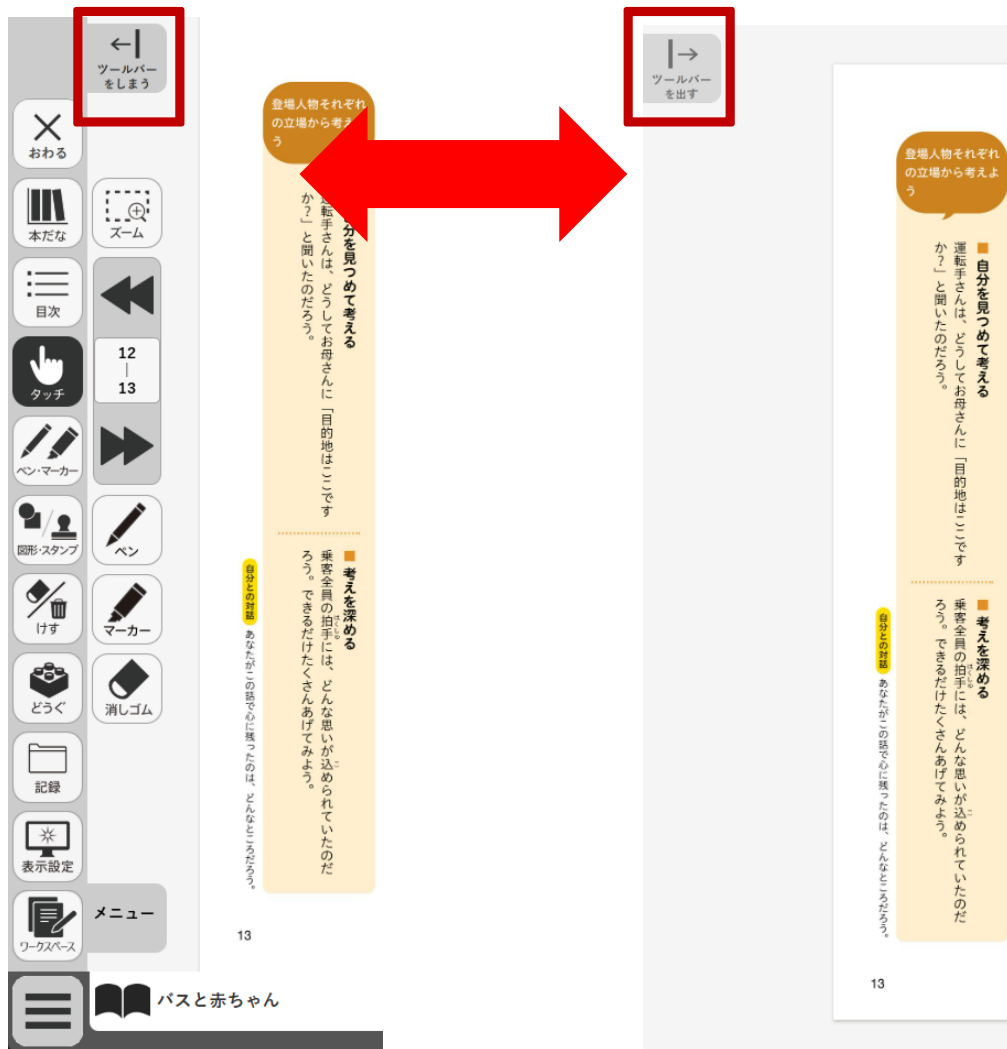 ツールバー
をしまう
おわる
本だな
目次
タッチ
ペン・マーカー
図形・スタンプ
けす
どうぐ
記録
表示設定
ワークスペース
ズーム
12
|
13
ペン
マーカー
消しゴム
メニュー
バスと赤ちゃん
登場人物それぞれ
の立場から考え
う
分を見つめて考える
運転手さんは、どうしてお母さんに「目的地はここです
か?」と聞いたのだろう。
■ 考えを深める
乗客全員の拍手には、どんな思いが込められていたのだ
ろう。できるだけたくさんあげてみよう。
自分との対話 あなたがこの話で心に残ったのは、どんなところだろう。
13
ツールバー
を出す
登場人物それぞれ
の立場から考えよ
う
■ 自分を見つめて考える
運転手さんは、どうしてお母さんに「目的地はここです
か?」と聞いたのだろう。
■ 考えを深める
乗客全員の拍手には、どんな思いが込められていたのだ
ろう。できるだけたくさんあげてみよう。
自分との対話 あなたがこの話で心に残ったのは、どんなところだろう。
13